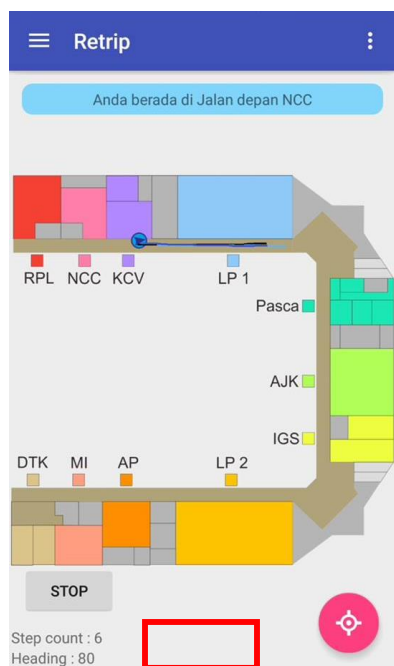 Retrip
Anda berada di Jalan depan NCC
RPL NCC KCV LP 1
Pasca
AJK
IGS
DTK MI AP LP 2
STOP
Step count : 6
Heading : 80